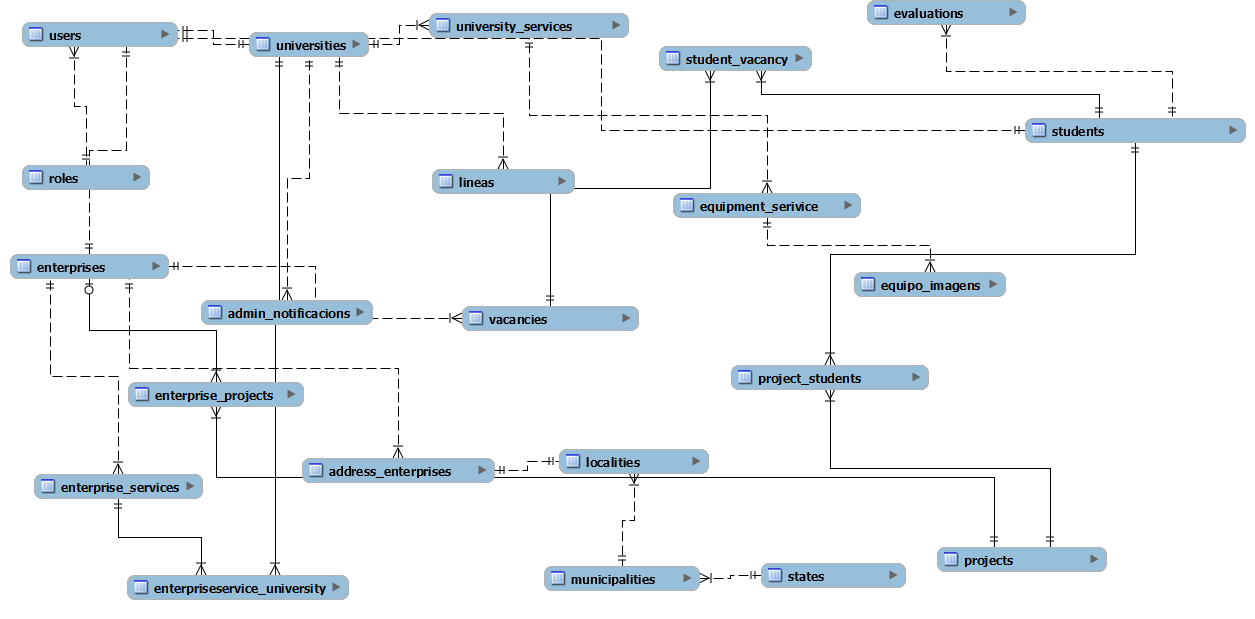 evaluations
university_services
users
universities
student_vacancy
students
roles
lineas
equipment_serivice
enterprises
equipo_imagens
admin_notificacions
vacancies
project_students
enterprise_projects
localities
address_enterprises
enterprise_services
projects
states
municipalities
enterpriseservice_university